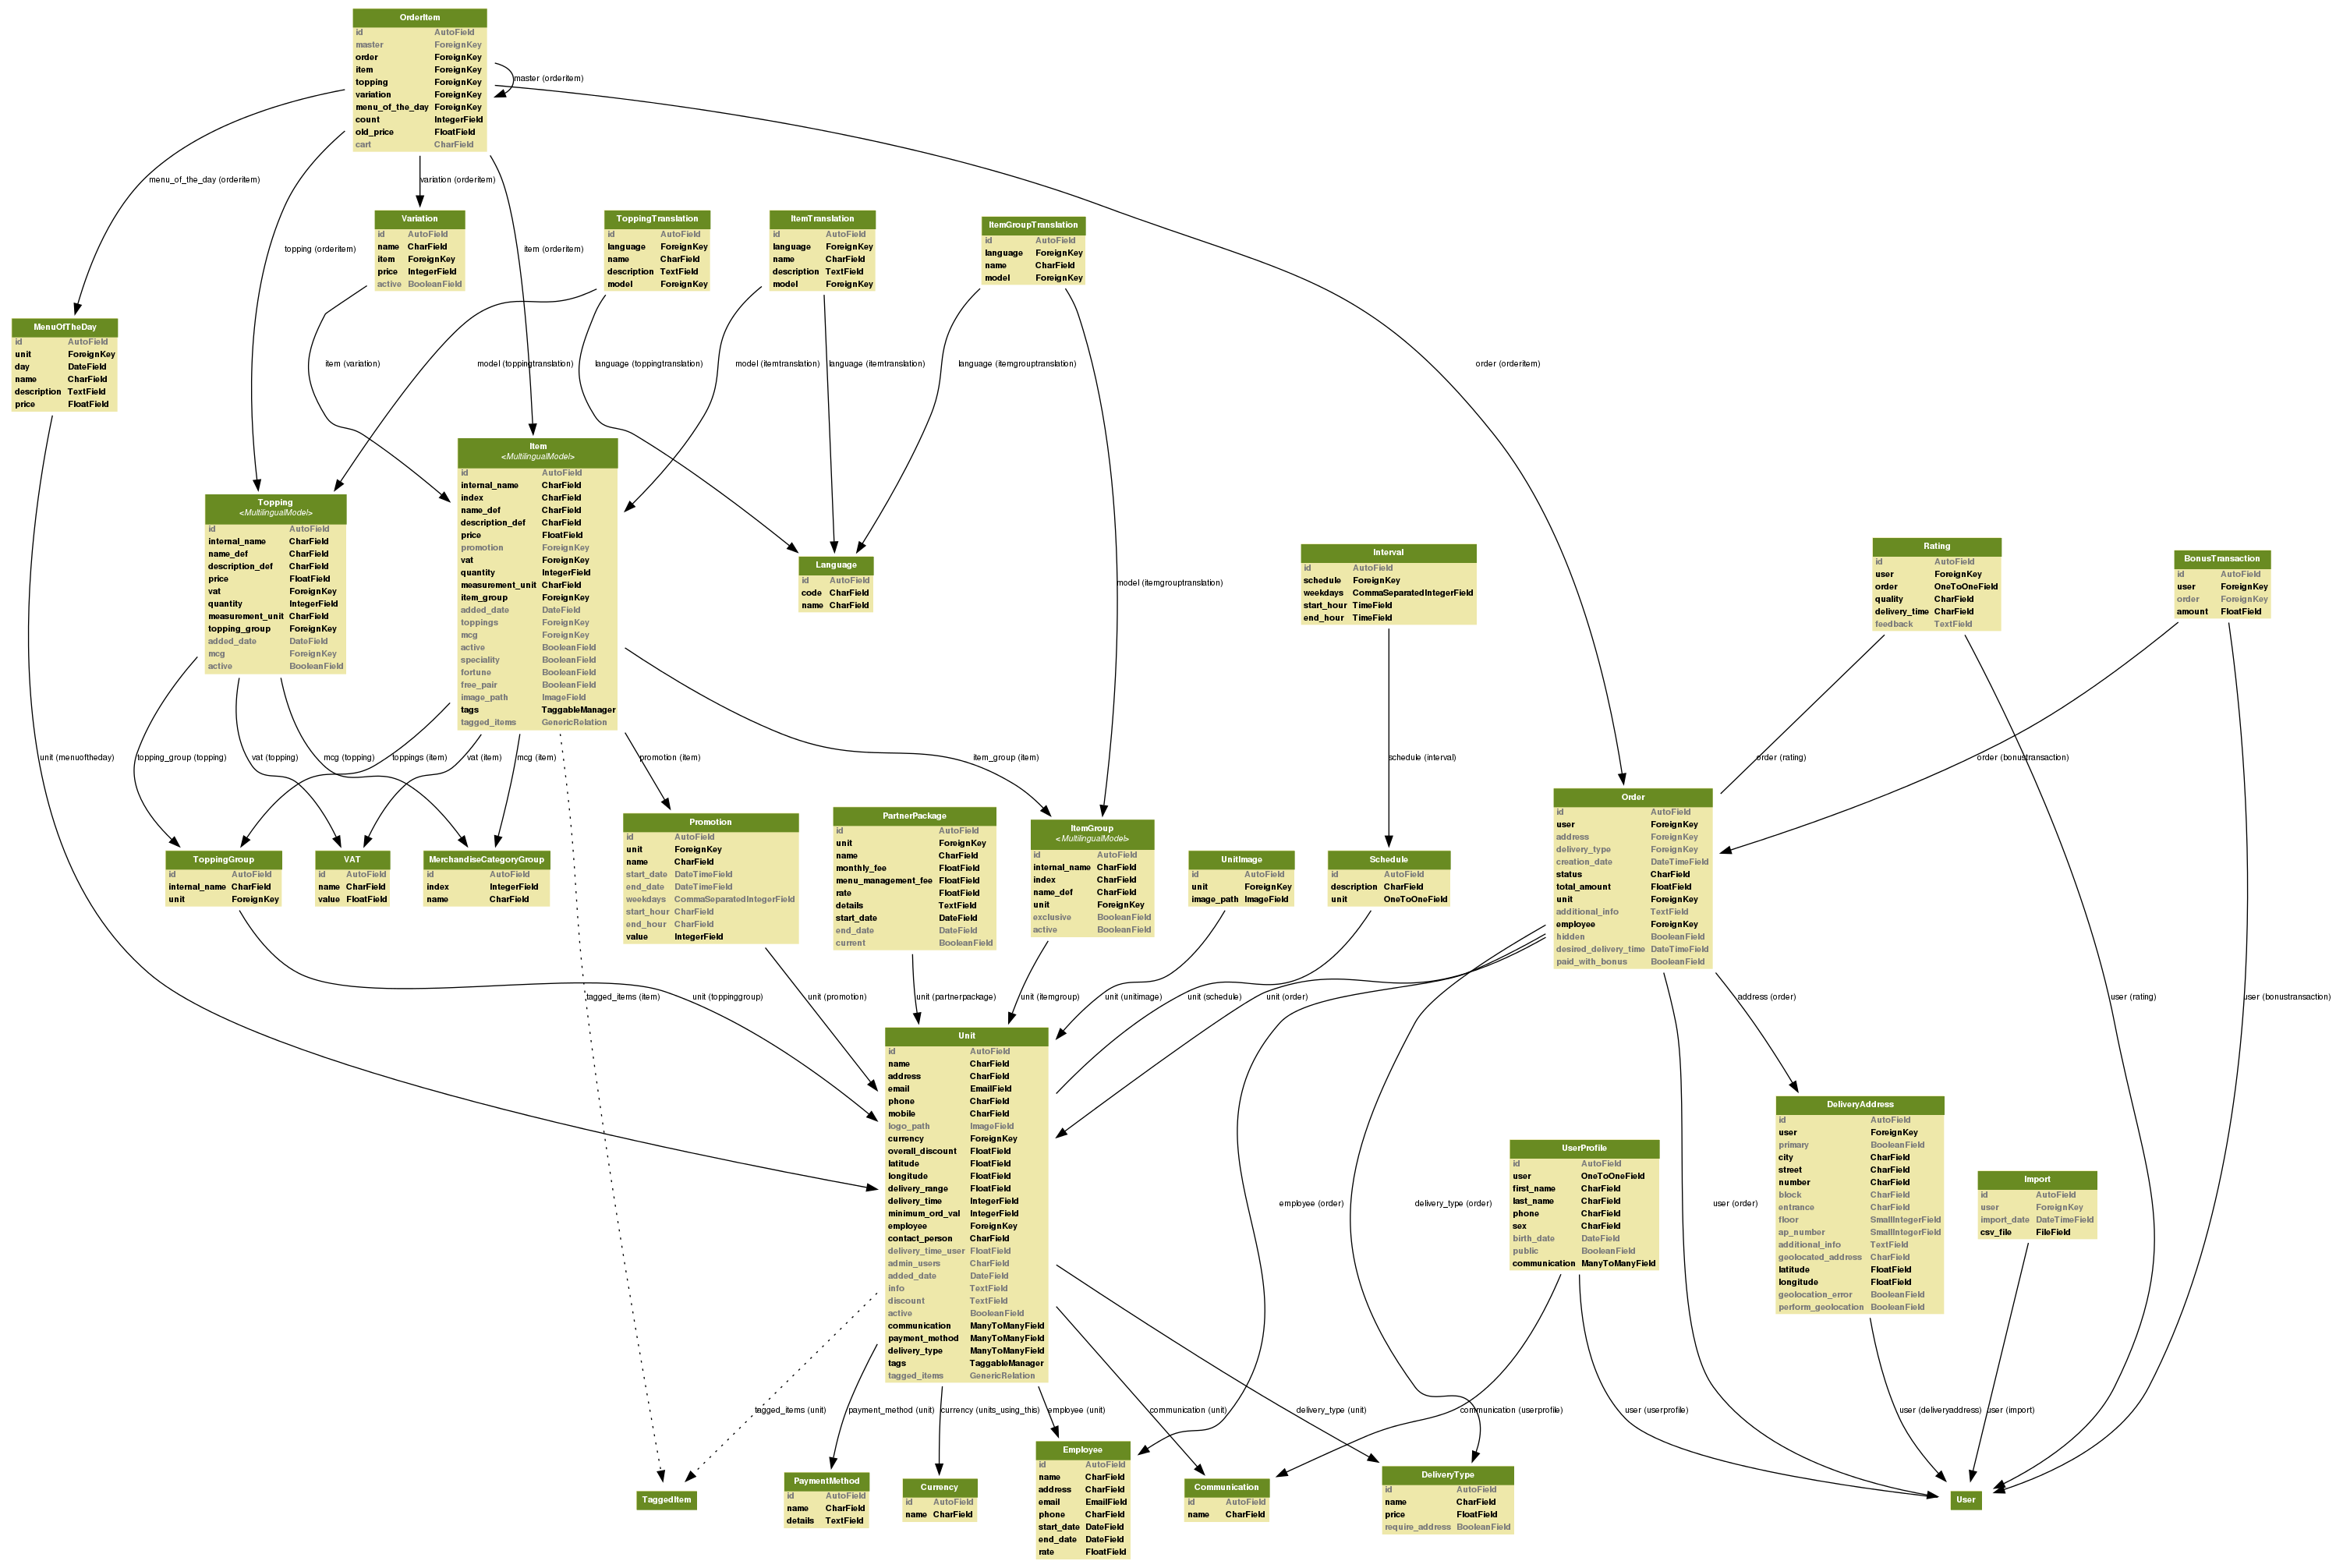 OrderItem
id AutoField
master ForeignKey
order ForeignKey
item ForeignKey
topping ForeignKey
variation ForeignKey
menu_of_the_day ForeignKey
count IntegerField
old_price FloatField
cart CharField
master (orderitem)
menu_of_the_day (orderitem)
variation (orderitem)
topping (orderitem)
item (orderitem)
order (orderitem)
Variation
id AutoField
name CharField
item ForeignKey
price IntegerField
active BooleanField
ToppingTranslation
id AutoField
language ForeignKey
name CharField
description TextField
model ForeignKey
ItemTranslation
id AutoField
language ForeignKey
name CharField
description TextField
model ForeignKey
ItemGroupTranslation
id AutoField
language ForeignKey
name CharField
model ForeignKey
MenuOfTheDay
id AutoField
unit ForeignKey
day DateField
name CharField
description TextField
price FloatField
item (variation)
model (toppingtranslation)
language (toppingtranslation)
model (itemtranslation)
language (itemtranslation)
language (itemgrouptranslation)
model (itemgrouptranslation)
Topping
<MultilingualModel>
id AutoField
internal_name CharField
name_def CharField
description_def CharField
price FloatField
vat ForeignKey
quantity IntegerField
measurement_unit CharField
topping_group ForeignKey
added_date DateField
mcg ForeignKey
active BooleanField
Item
<MultilingualModel>
id AutoField
internal_name CharField
index CharField
name_def CharField
description_def CharField
price FloatField
promotion ForeignKey
vat ForeignKey
quantity IntegerField
measurement_unit CharField
item_group ForeignKey
added_date DateField
toppings ForeignKey
mcg ForeignKey
active BooleanField
speciality BooleanField
fortune BooleanField
free_pair BooleanField
image_path ImageField
tags TaggableManager
tagged_items GenericRelation
Language
id AutoField
code CharField
name CharField
Interval
id AutoField
schedule ForeignKey
weekdays CommaSeparatedIntegerField
start_hour TimeField
end_hour TimeField
Rating
id AutoField
user ForeignKey
order OneToOneField
quality CharField
delivery_time CharField
feedback TextField
BonusTransaction
id AutoField
user ForeignKey
order ForeignKey
amount FloatField
unit (menuoftheday)
topping_group (topping)
vat (topping)
mcg (topping)
toppings (item)
vat (item)
mcg (item)
promotion (item)
item_group (item)
schedule (interval)
order (rating)
order (bonustransaction)
ToppingGroup
id AutoField
internal_name CharField
unit ForeignKey
VAT
id AutoField
name CharField
value FloatField
MerchandiseCategoryGroup
id AutoField
index IntegerField
name CharField
Promotion
id AutoField
unit ForeignKey
name CharField
start_date DateTimeField
end_date DateTimeField
weekdays CommaSeparatedIntegerField
start_hour CharField
end_hour CharField
value IntegerField
PartnerPackage
id AutoField
unit ForeignKey
name CharField
monthly_fee FloatField
menu_management_fee FloatField
rate FloatField
details TextField
start_date DateField
end_date DateField
current BooleanField
ItemGroup
<MultilingualModel>
id AutoField
internal_name CharField
index CharField
name_def CharField
unit ForeignKey
exclusive BooleanField
active BooleanField
UnitImage
id AutoField
unit ForeignKey
image_path ImageField
Schedule
id AutoField
description CharField
unit OneToOneField
Order
id AutoField
user ForeignKey
address ForeignKey
delivery_type ForeignKey
creation_date DateTimeField
status CharField
total_amount FloatField
unit ForeignKey
additional_info TextField
employee ForeignKey
hidden BooleanField
desired_delivery_time DateTimeField
paid_with_bonus BooleanField
tagged_items (item)
unit (toppinggroup)
unit (promotion)
unit (partnerpackage)
unit (itemgroup)
unit (unitimage)
unit (schedule)
unit (order)
address (order)
user (rating)
user (bonustransaction)
Unit
id AutoField
name CharField
address CharField
email EmailField
phone CharField
mobile CharField
logo_path ImageField
currency ForeignKey
overall_discount FloatField
latitude FloatField
longitude FloatField
delivery_range FloatField
delivery_time IntegerField
minimum_ord_val IntegerField
employee ForeignKey
contact_person CharField
delivery_time_user FloatField
admin_users CharField
added_date DateField
info TextField
discount TextField
active BooleanField
communication ManyToManyField
payment_method ManyToManyField
delivery_type ManyToManyField
tags TaggableManager
tagged_items GenericRelation
employee (order)
delivery_type (order)
user (order)
UserProfile
id AutoField
user OneToOneField
first_name CharField
last_name CharField
phone CharField
sex CharField
birth_date DateField
public BooleanField
communication ManyToManyField
DeliveryAddress
id AutoField
user ForeignKey
primary BooleanField
city CharField
street CharField
number CharField
block CharField
entrance CharField
floor SmallIntegerField
ap_number SmallIntegerField
additional_info TextField
geolocated_address CharField
latitude FloatField
longitude FloatField
geolocation_error BooleanField
perform_geolocation BooleanField
Import
id AutoField
user ForeignKey
import_date DateTimeField
csv_file FileField
tagged_items (unit)
payment_method (unit)
currency (units_using_this)
employee (unit)
communication (unit)
delivery_type (unit)
communication (userprofile)
user (userprofile)
user (deliveryaddress)
user (import)
TaggedItem
PaymentMethod
id AutoField
name CharField
details TextField
Currency
id AutoField
name CharField
Employee
id AutoField
name CharField
address CharField
email EmailField
phone CharField
start_date DateField
end_date DateField
rate FloatField
Communication
id AutoField
name CharField
DeliveryType
id AutoField
name CharField
price FloatField
require_address BooleanField
User